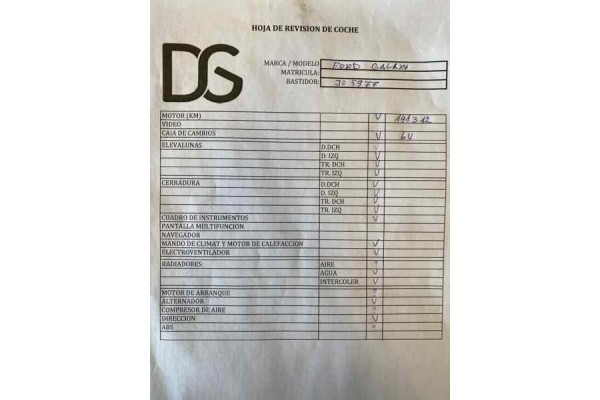 HOJA DE REVISION DE COCHE
DG
MARCA / MODELO FORD GALAXY
MATRICULA:
BASTIDOR:
MOTOR (KM) V 141312
VIDEO
CAJA DE CAMBIOS V 6V
ELEVALUNAS D.DCH V
D. IZQ V
TR. DCH V
TR. IZQ V
CERRADURA D.DCH V
D. IZQ V
TR. DCH V
TR. IZQ V
CUADRO DE INSTRUMENTOS V
PANTALLA MULTIFUNCION
NAVEGADOR
MANDO DE CLIMAT Y MOTOR DE CALEFACCION V
ELECTROVENTILADOR V
RADIADORES: AIRE ?
AGUA V
INTERCOLER V
MOTOR DE ARRANQUE ?
ALTERNADOR V
COMPRESOR DE AIRE ?
DIRECCION V
ABS